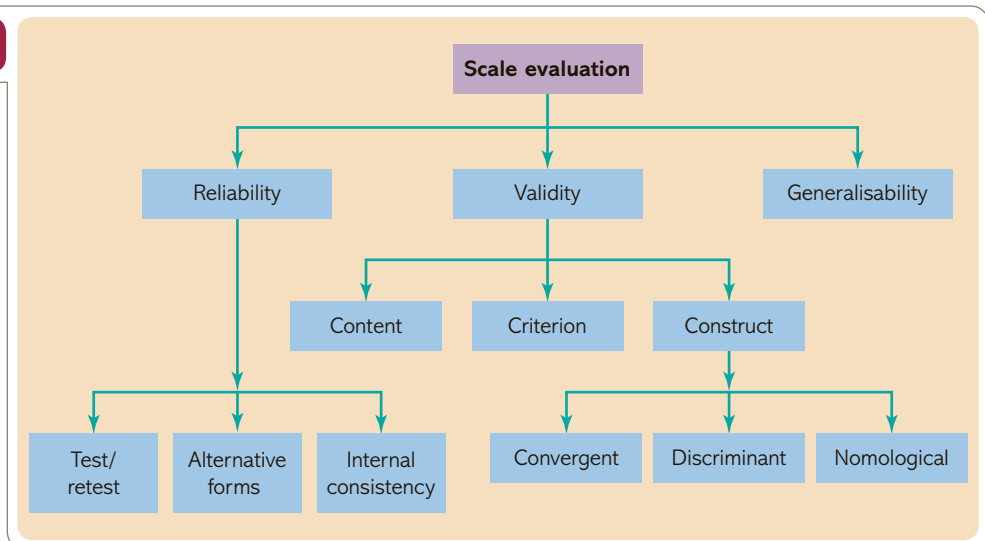 Scale evaluation
Reliability
Validity
Generalisability
Content
Criterion
Construct
Test/
retest
Alternative
forms
Internal
consistency
Convergent
Discriminant
Nomological